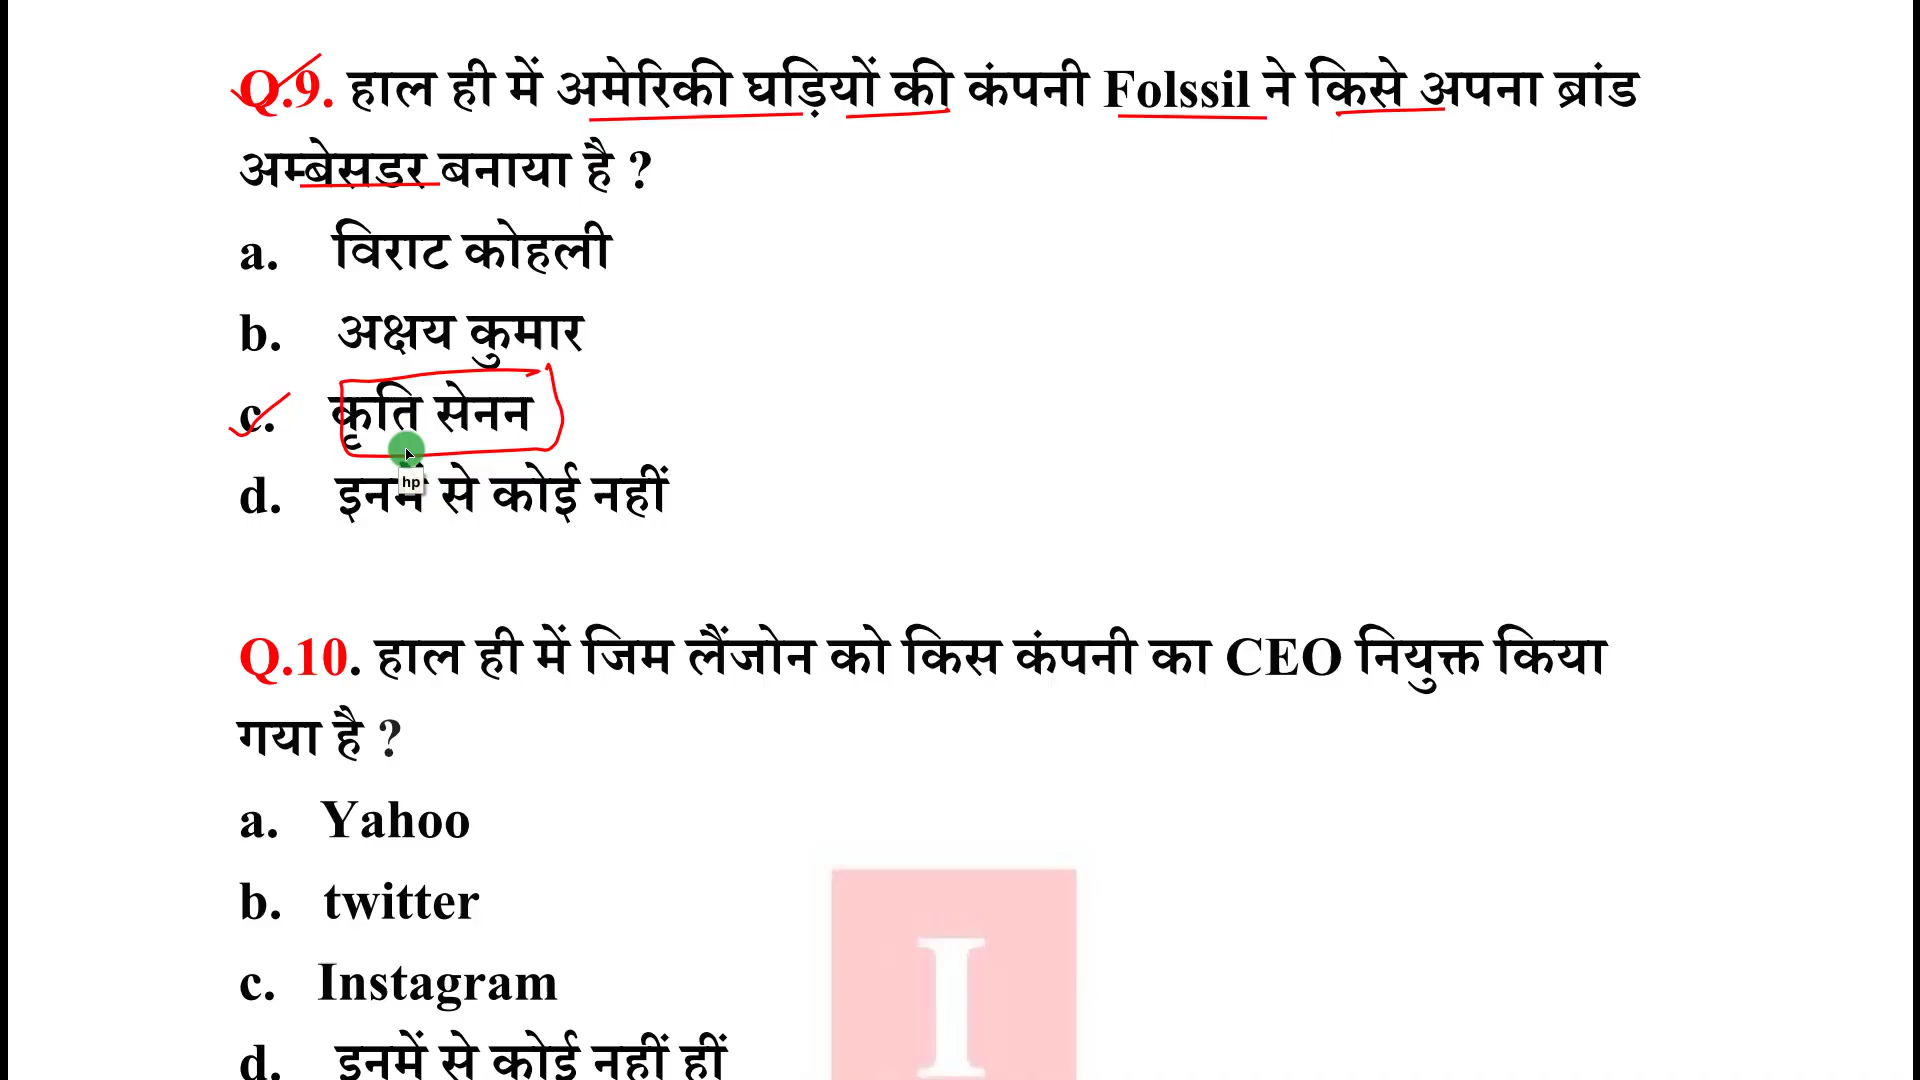 Q.9. हाल ही में अमेरिकी घड़ियों की कंपनी Folssil ने किसे अपना ब्रांड
अम्बेसडर बनाया है ?
a. विराट कोहली
b. अक्षय कुमार
c. कृति सेनन
hp
d. इनमें से कोई नहीं
Q.10. हाल ही में जिम लैंजोन को किस कंपनी का CEO नियुक्त किया
गया है ?
a. Yahoo
b. twitter
c. Instagram
d. इनमें से कोई नहीं हीं
I